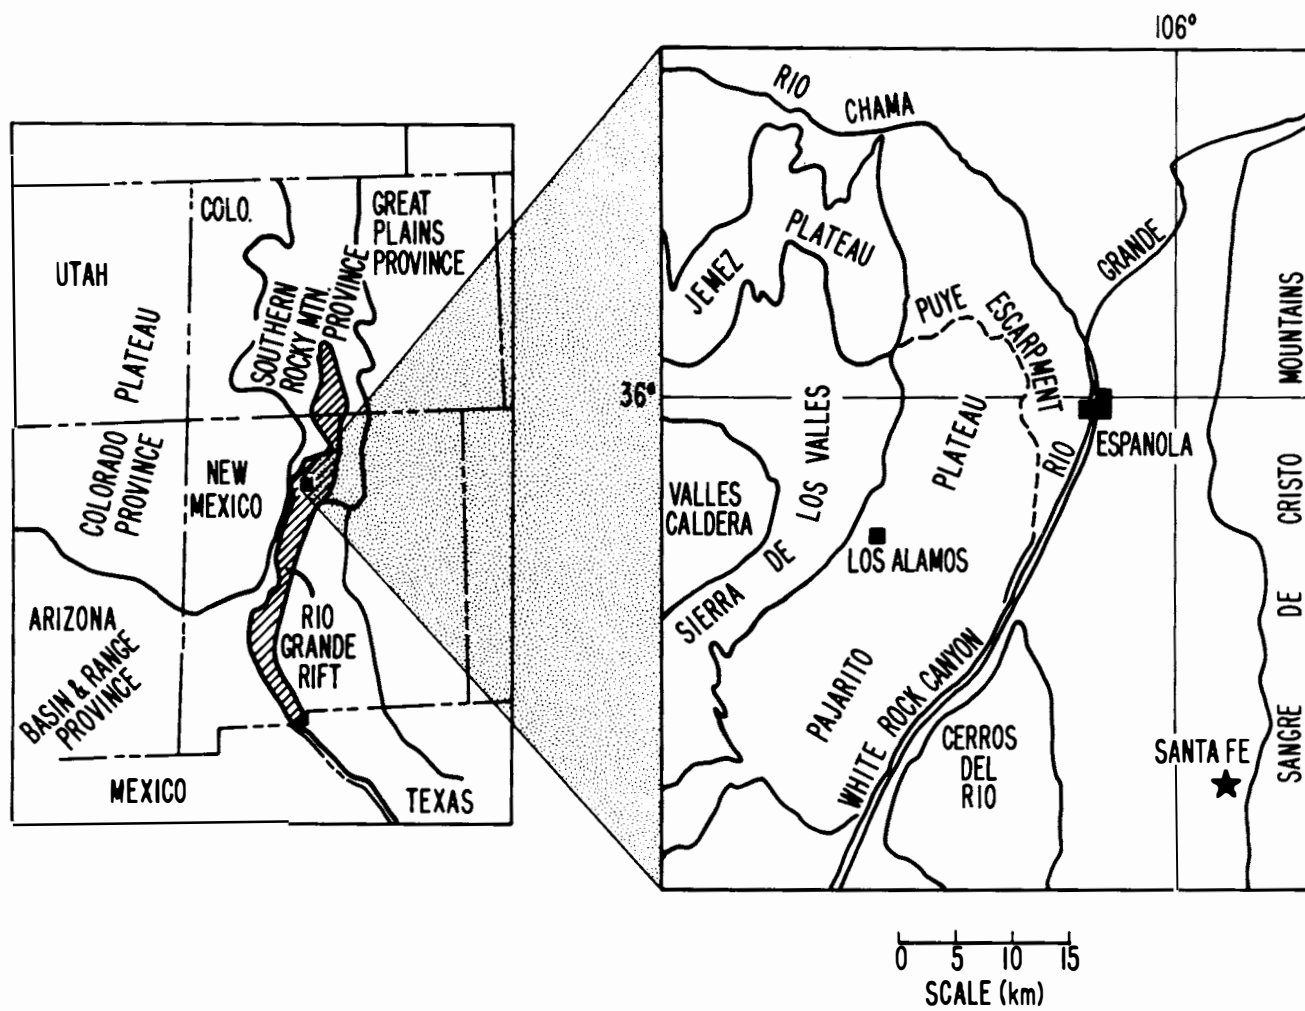 COLO.
GREAT
PLAINS
PROVINCE
UTAH
SOUTHERN
ROCKY MTN.
PROVINCE
PLATEAU
COLORADO
PROVINCE
NEW
MEXICO
ARIZONA
BASIN & RANGE
PROVINCE
RIO
GRANDE
RIFT
MEXICO
TEXAS
106°
RIO
CHAMA
JEMEZ
PLATEAU
GRANDE
PUYE
ESCARPMENT
36°
MOUNTAINS
CRISTO
DE
SANGRE
ESPANOLA
RIO
PLATEAU
PAJARITO
VALLES
CALDERA
SIERRA
DE
LOS VALLES
LOS ALAMOS
WHITE ROCK CANYON
CERROS
DEL
RIO
SANTA FE
0 5 10 15
SCALE (km)